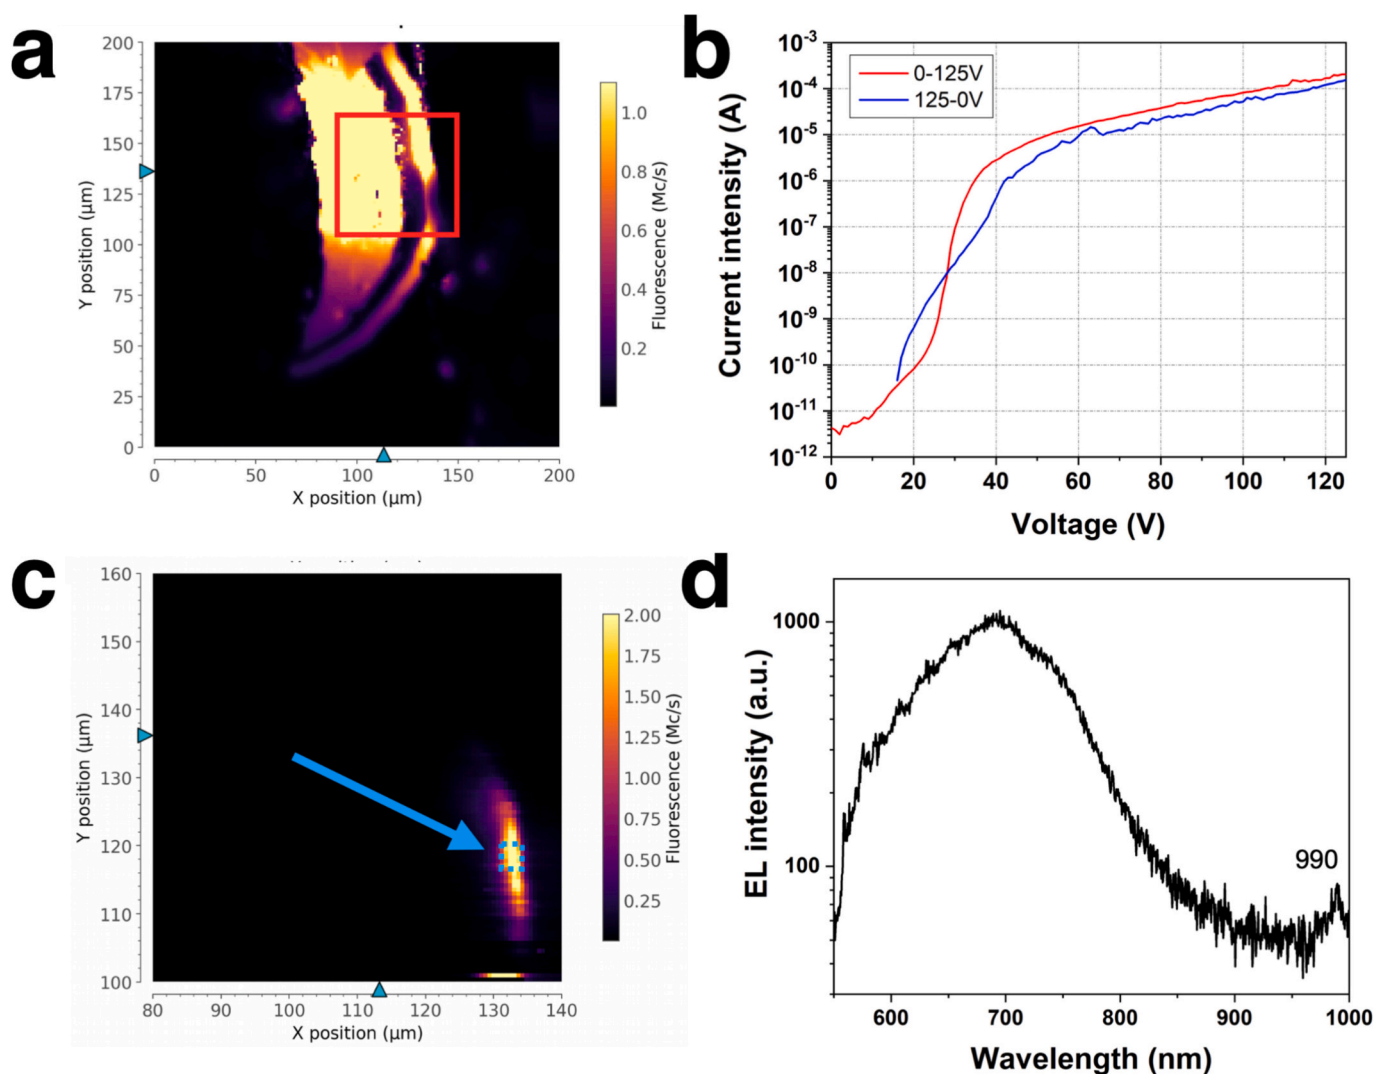 a
200
175
150
125
100
75
50
25
0
Y position (µm)
0 50 100 150 200
X position (µm)
1.0
0.8
0.6
0.4
0.2
Fluorescence (Mc/s)
b
10-3
10-4
10-5
10-6
10-7
10-8
10-9
10-10
10-11
10-12
Current intensity (A)
0-125V
125-0V
0 20 40 60 80 100 120
Voltage (V)
c
160
150
140
130
120
110
100
Y position (µm)
80 90 100 110 120 130 140
X position (µm)
2.00
1.75
1.50
1.25
1.00
0.75
0.50
0.25
Fluorescence (Mc/s)
d
1000
100
EL intensity (a.u.)
990
600 700 800 900 1000
Wavelength (nm)